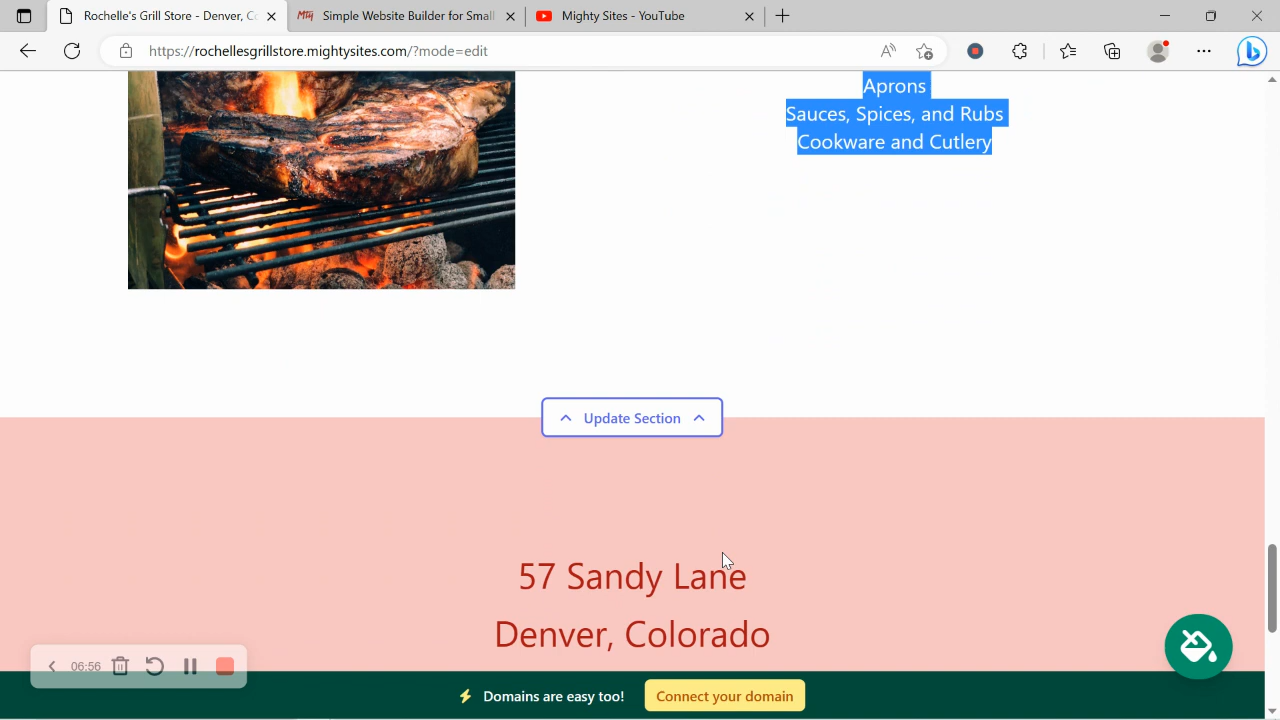 Rochelle's Grill Store - Denver, Co
Simple Website Builder for Small
Mighty Sites - YouTube
https://rochellesgrillstore.mightysites.com/?mode=edit
Aprons
Sauces, Spices, and Rubs
Cookware and Cutlery
Update Section
57 Sandy Lane
Denver, Colorado
06:56
Domains are easy too!
Connect your domain